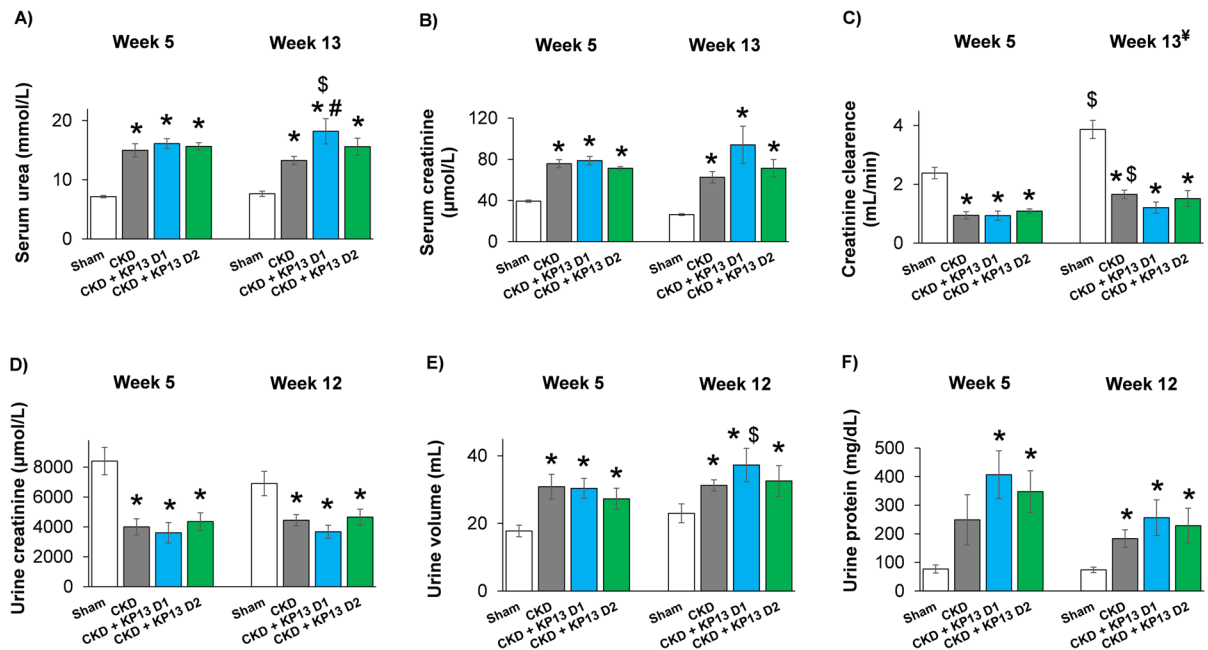 A)
Week 5
Week 13
Serum urea (mmol/L)
20
10
0
*
*
*
*
$
* #
*
Sham
CKD
CKD + KP13 D1
CKD + KP13 D2
Sham
CKD
CKD + KP13 D1
CKD + KP13 D2
B)
Week 5
Week 13
Serum creatinine
(µmol/L)
120
80
40
0
*
*
*
*
*
*
Sham
CKD
CKD + KP13 D1
CKD + KP13 D2
Sham
CKD
CKD + KP13 D1
CKD + KP13 D2
C)
Week 5
Week 13¥
Creatinine clearence
(mL/min)
4
2
0
*
*
*
$
* $
*
*
Sham
CKD
CKD + KP13 D1
CKD + KP13 D2
Sham
CKD
CKD + KP13 D1
CKD + KP13 D2
D)
Week 5
Week 12
Urine creatinine (µmol/L)
8000
6000
4000
2000
0
*
*
*
*
*
*
Sham
CKD
CKD + KP13 D1
CKD + KP13 D2
Sham
CKD
CKD + KP13 D1
CKD + KP13 D2
E)
Week 5
Week 12
Urine volume (mL)
40
20
0
*
*
*
*
* $
*
Sham
CKD
CKD + KP13 D1
CKD + KP13 D2
Sham
CKD
CKD + KP13 D1
CKD + KP13 D2
F)
Week 5
Week 12
Urine protein (mg/dL)
500
400
300
200
100
0
*
*
*
*
*
Sham
CKD
CKD + KP13 D1
CKD + KP13 D2
Sham
CKD
CKD + KP13 D1
CKD + KP13 D2